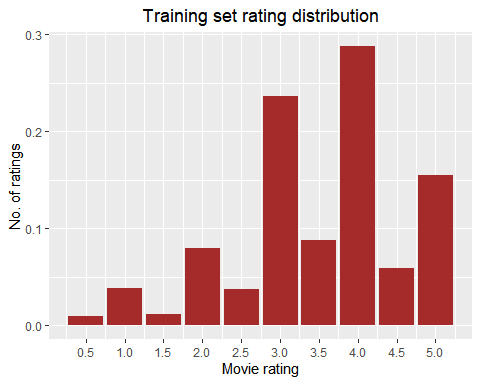 Training set rating distribution
No. of ratings
0.3
0.2
0.1
0.0
0.5 1.0 1.5 2.0 2.5 3.0 3.5 4.0 4.5 5.0
Movie rating